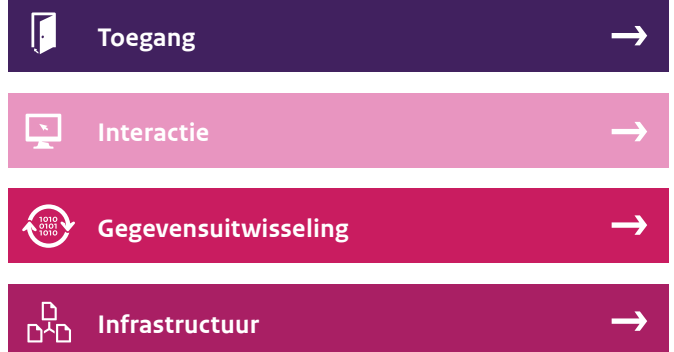 Toegang
Interactie
1010
0101
1010
Gegevensuitwisseling
Infrastructuur